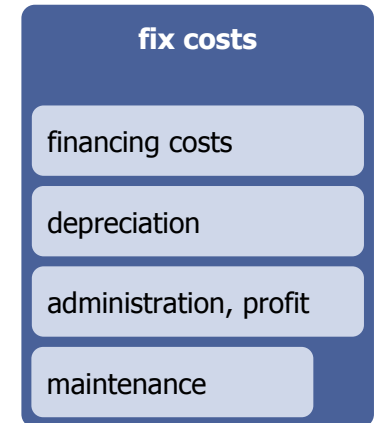 fix costs
financing costs
depreciation
administration, profit
maintenance